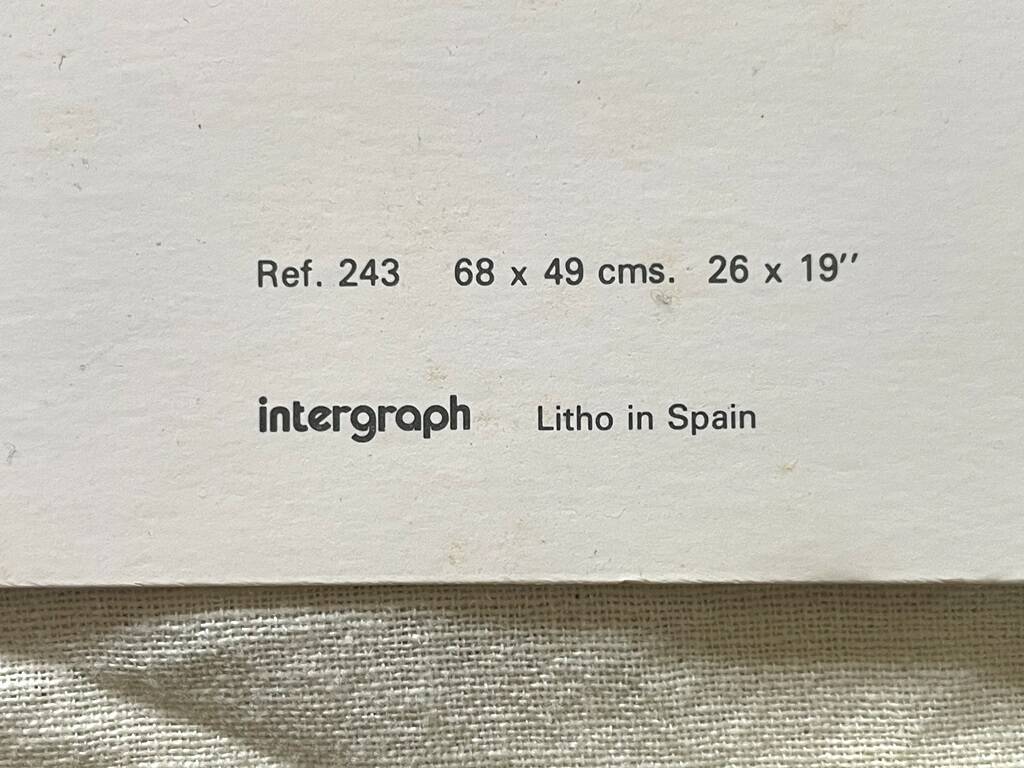 Ref. 243 68 x 49 cms. 26 x 19’’
intergraph Litho in Spain